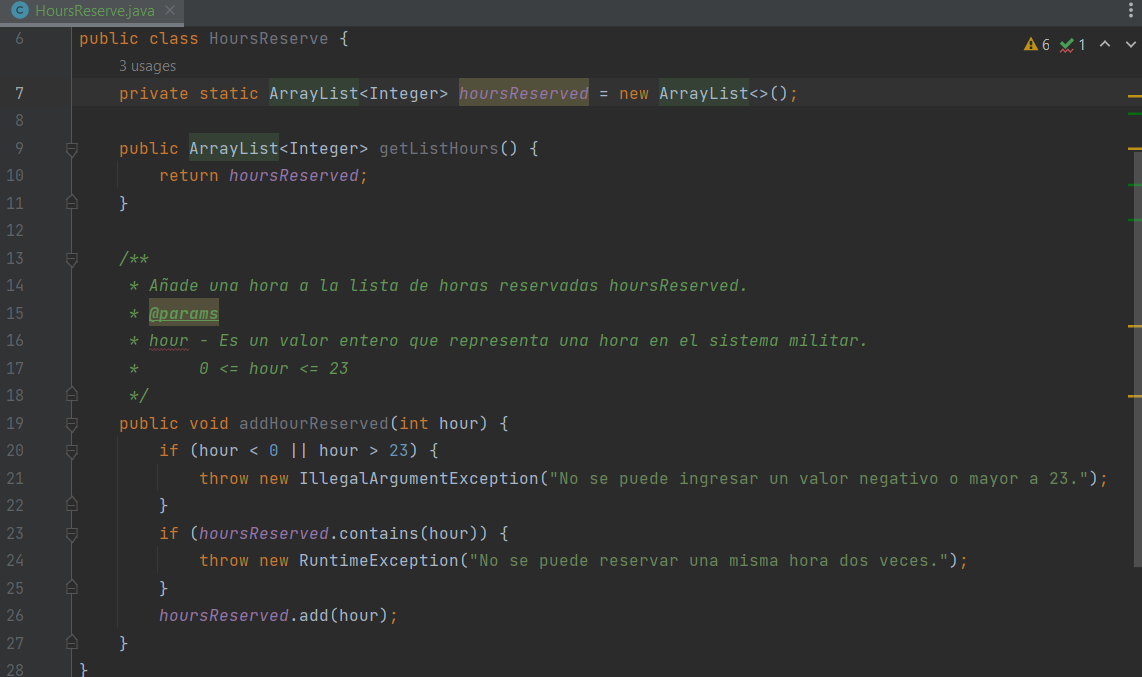 HoursReserve.java
6 public class HoursReserve {
6 1
3 usages
7 private static ArrayList<Integer> hoursReserved = new ArrayList<>();
8
9 public ArrayList<Integer> getListHours() {
10 return hoursReserved;
11 }
12
13 /**
14 * Añade una hora a la lista de horas reservadas hoursReserved.
15 * @params
16 * hour - Es un valor entero que representa una hora en el sistema militar.
17 * 0 <= hour <= 23
18 */
19 public void addHourReserved(int hour) {
20 if (hour < 0 || hour > 23) {
21 throw new IllegalArgumentException("No se puede ingresar un valor negativo o mayor a 23.");
22 }
23 if (hoursReserved.contains(hour)) {
24 throw new RuntimeException("No se puede reservar una misma hora dos veces.");
25 }
26 hoursReserved.add(hour);
27 }
28 }